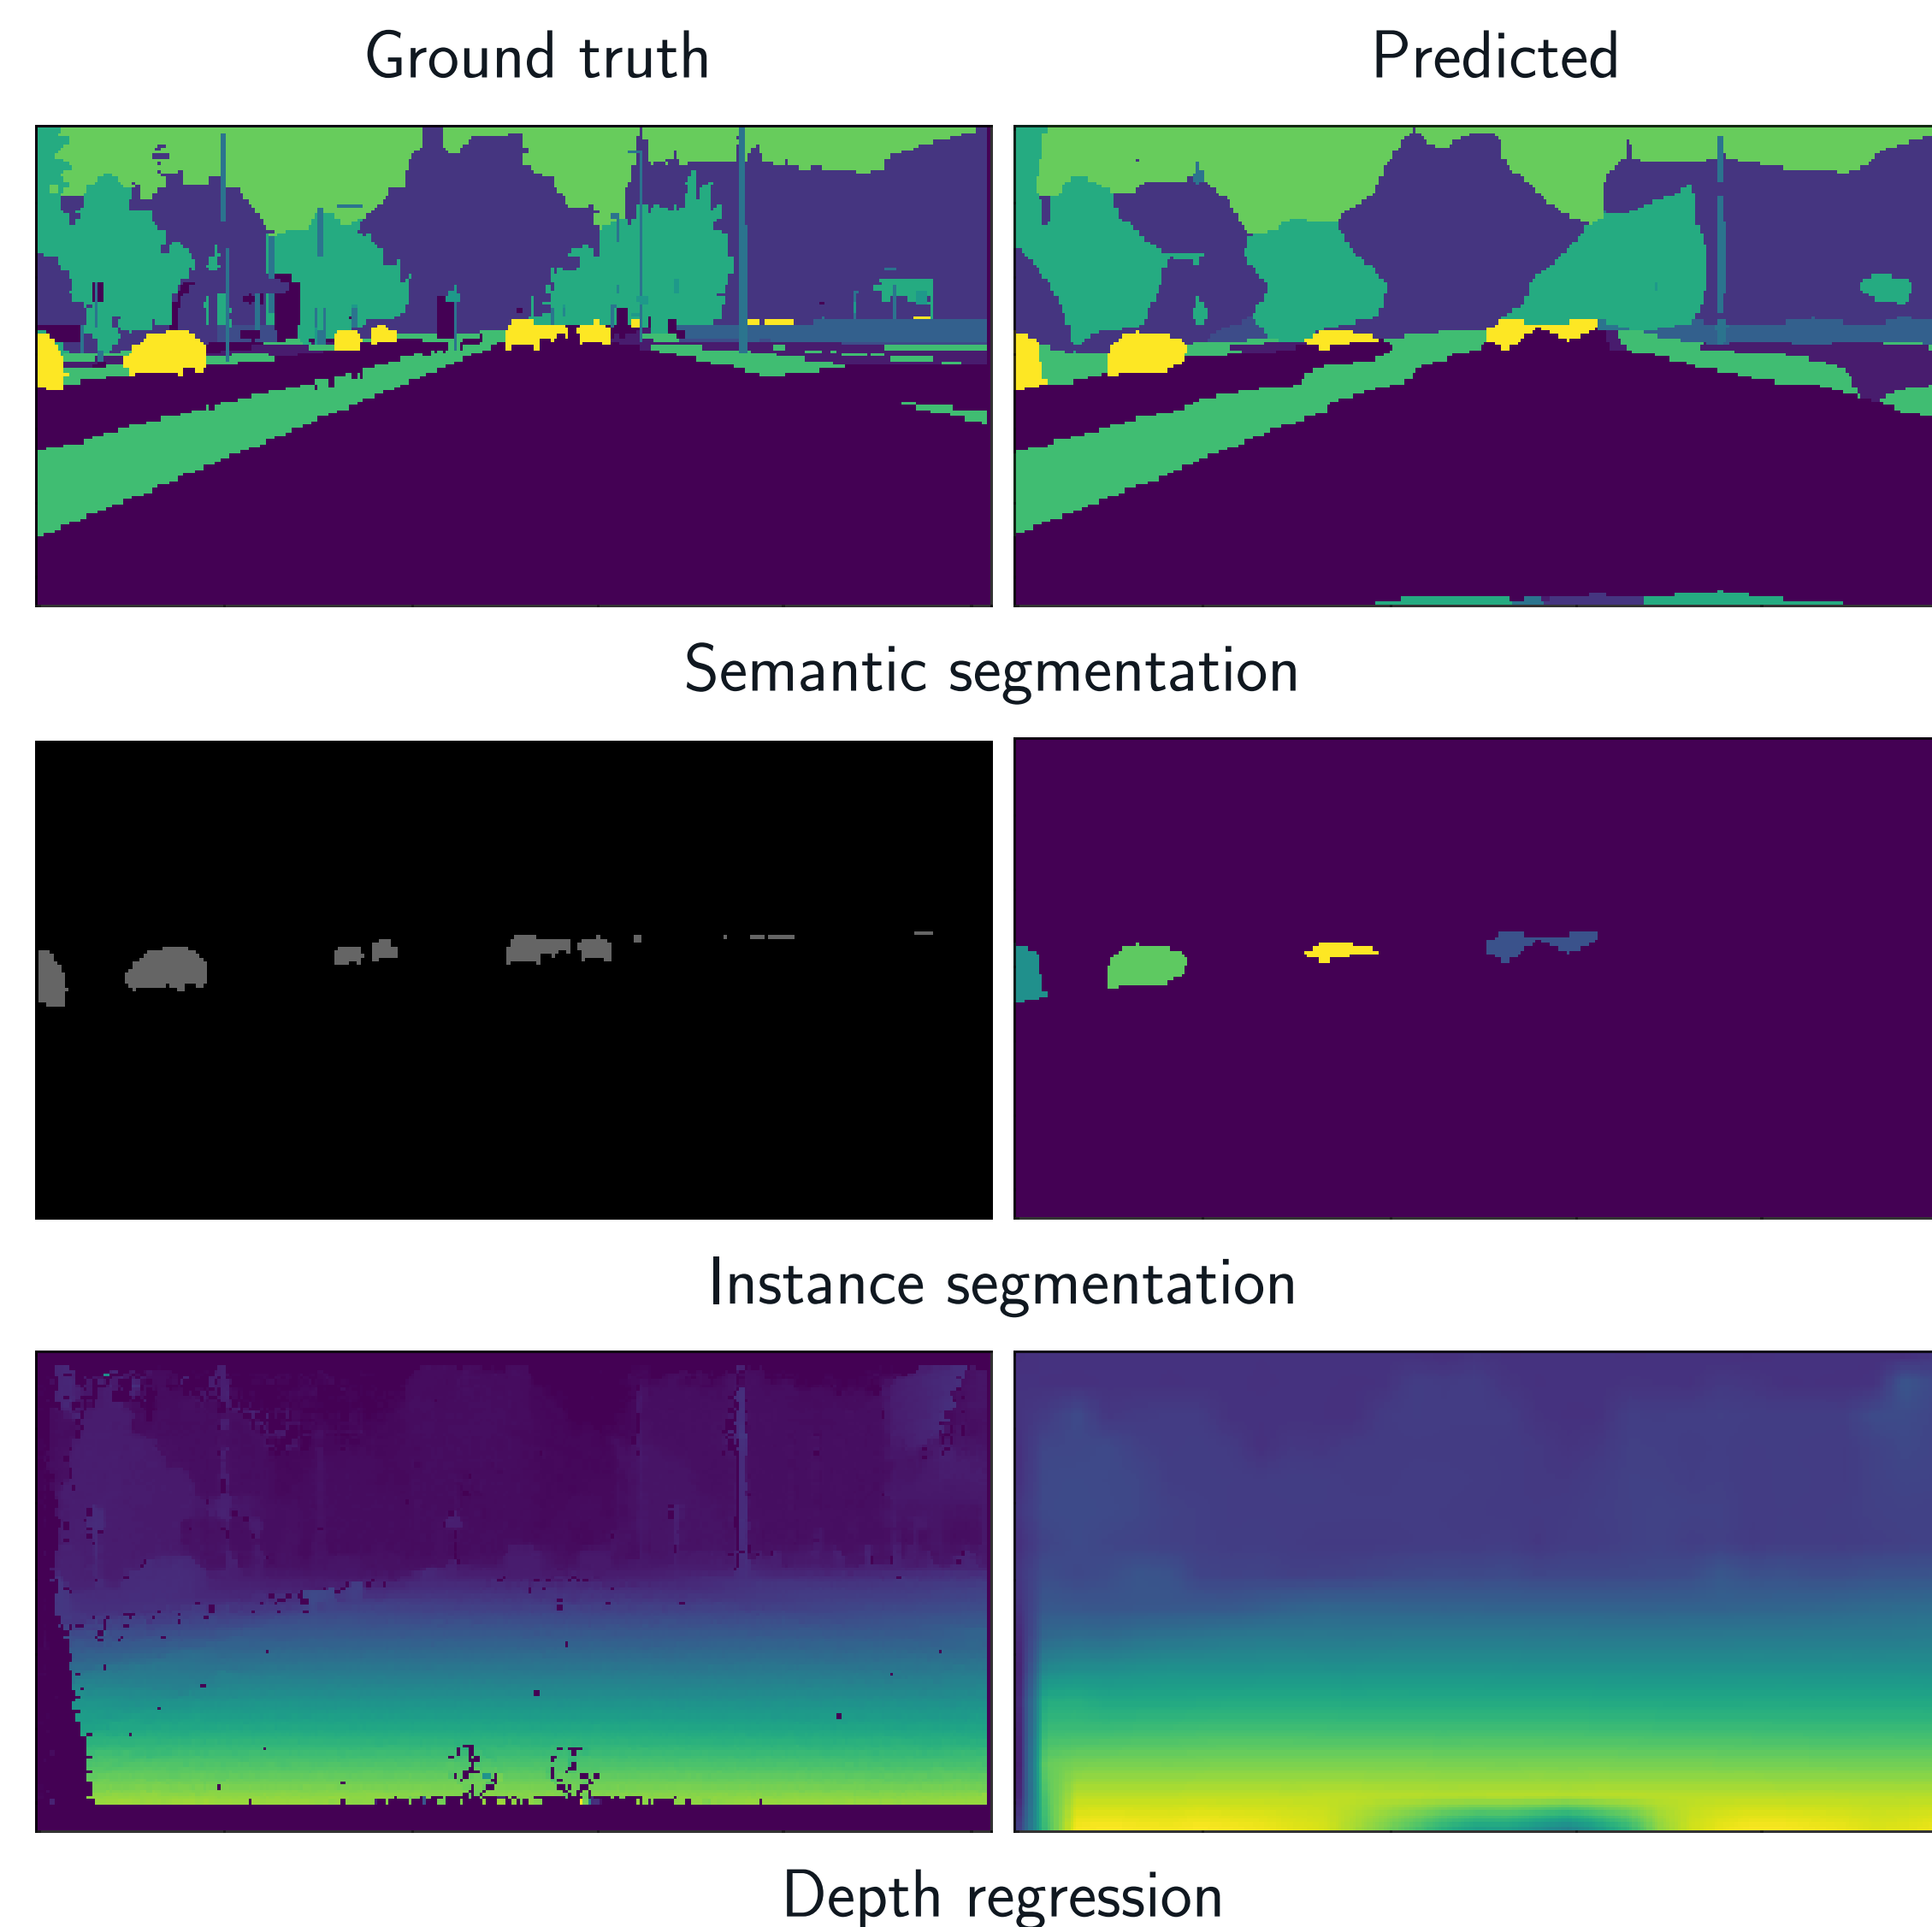 Ground truth
Predicted
Semantic segmentation
Instance segmentation
Depth regression